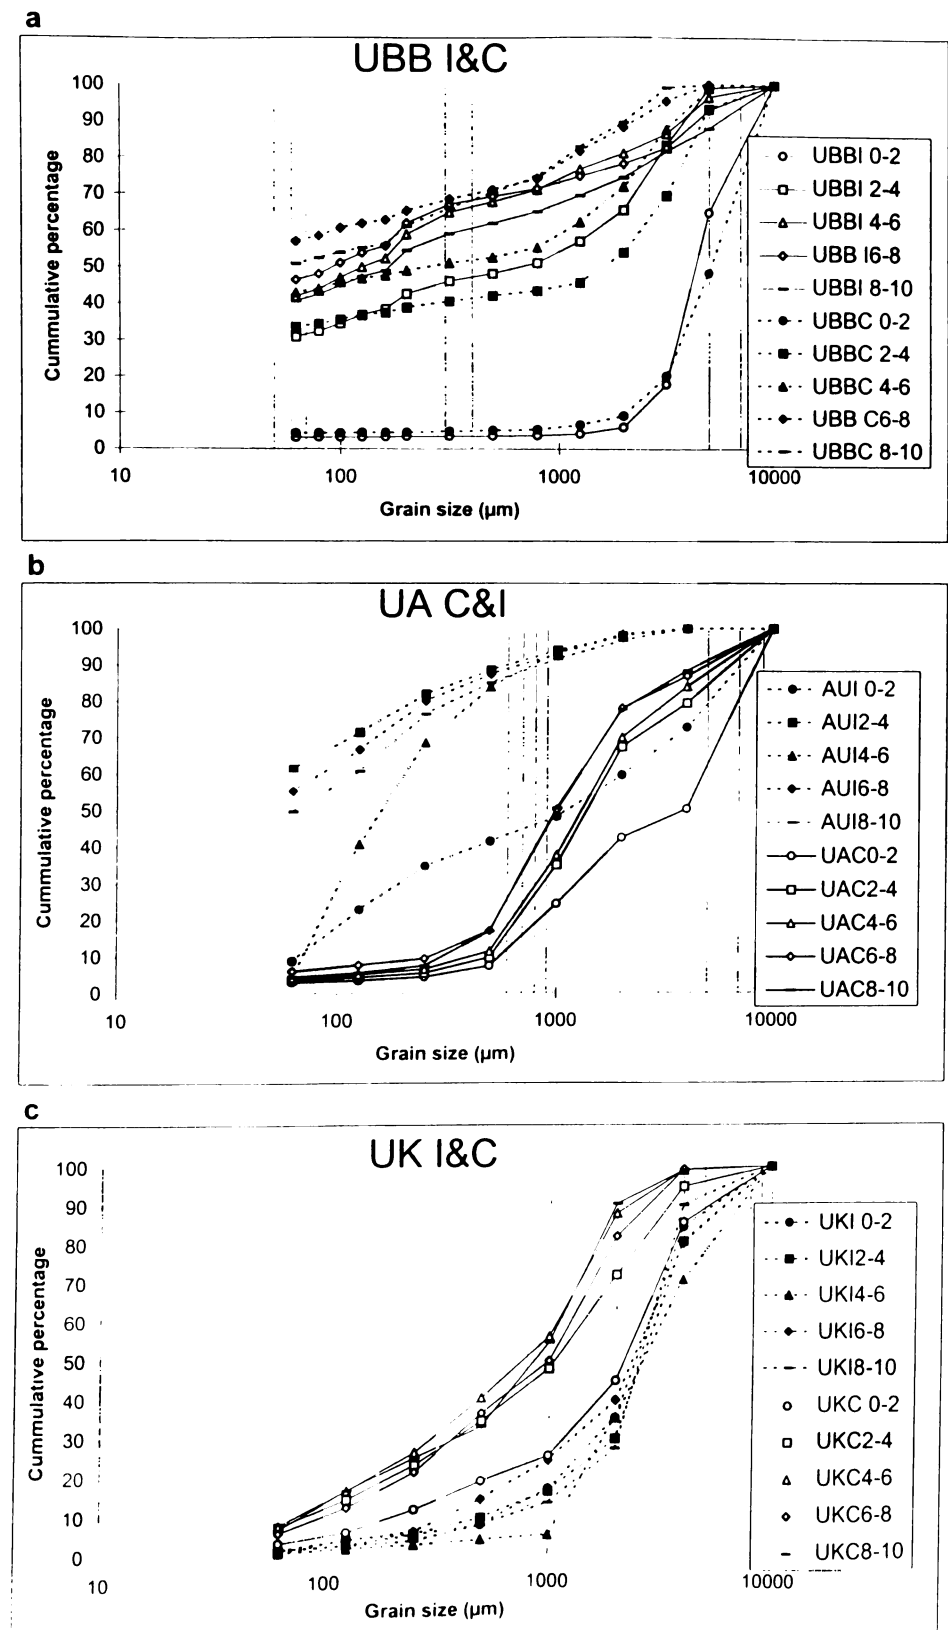 a
UBB I&C
100
90
80
70
60
50
40
30
20
10
0
Cummulative percentage
10
100
1000
10000
Grain size (µm)
UBBI 0-2
UBBI 2-4
UBBI 4-6
UBB I6-8
UBBI 8-10
UBBC 0-2
UBBC 2-4
UBBC 4-6
UBB C6-8
UBBC 8-10
b
UA C&I
100
90
80
70
60
50
40
30
20
10
0
Cummulative percentage
10
100
1000
10000
Grain size (µm)
AUI 0-2
AUI2-4
AUI4-6
AUI6-8
AUI8-10
UAC0-2
UAC2-4
UAC4-6
UAC6-8
UAC8-10
c
UK I&C
100
90
80
70
60
50
40
30
20
10
0
Cummulative percentage
10
100
1000
10000
Grain size (µm)
UKI 0-2
UKI2-4
UKI4-6
UKI6-8
UKI8-10
UKC 0-2
UKC2-4
UKC4-6
UKC6-8
UKC8-10